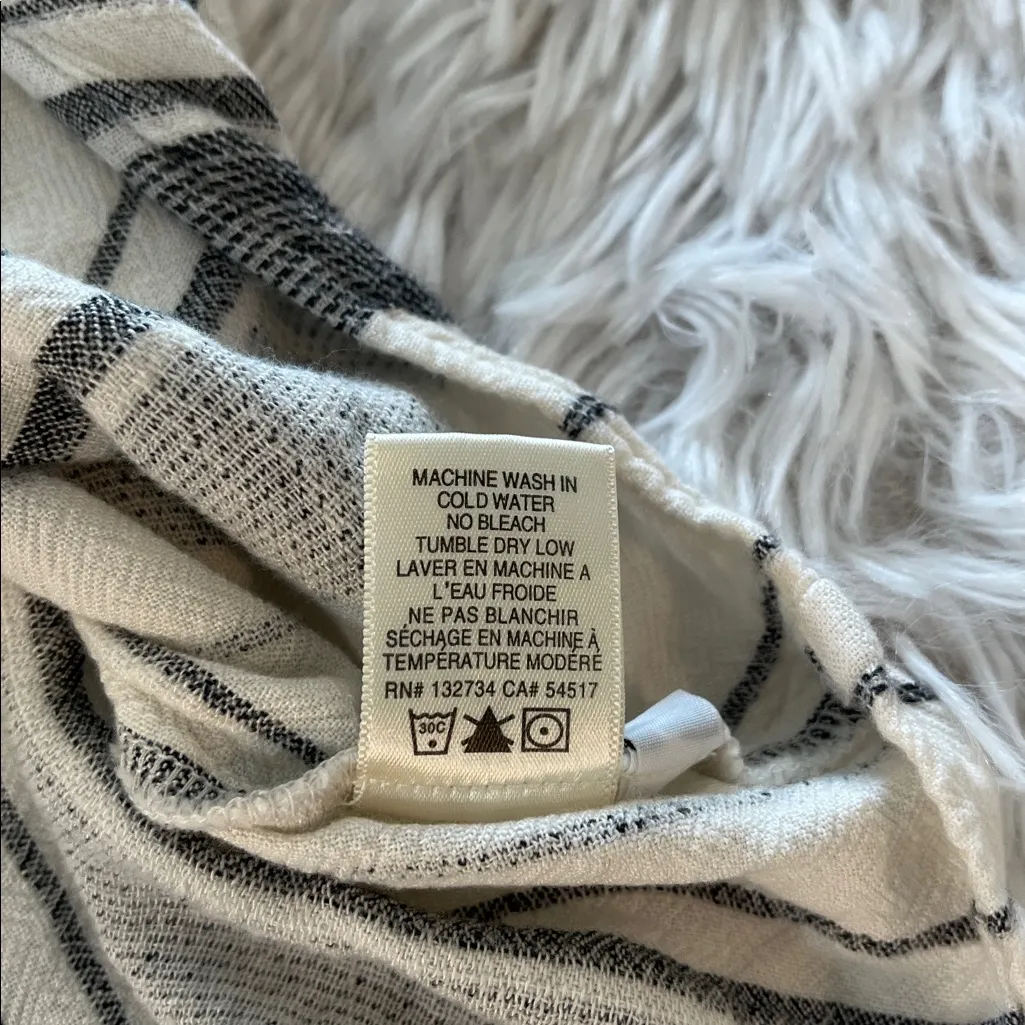 MACHINE WASH IN
COLD WATER
NO BLEACH
TUMBLE DRY LOW
LAVER EN MACHINE A
L'EAU FROIDE
NE PAS BLANCHIR
SÉCHAGE EN MACHINE À
TEMPÉRATURE MODÉRÉ
RN# 132734 CA# 54517
30C